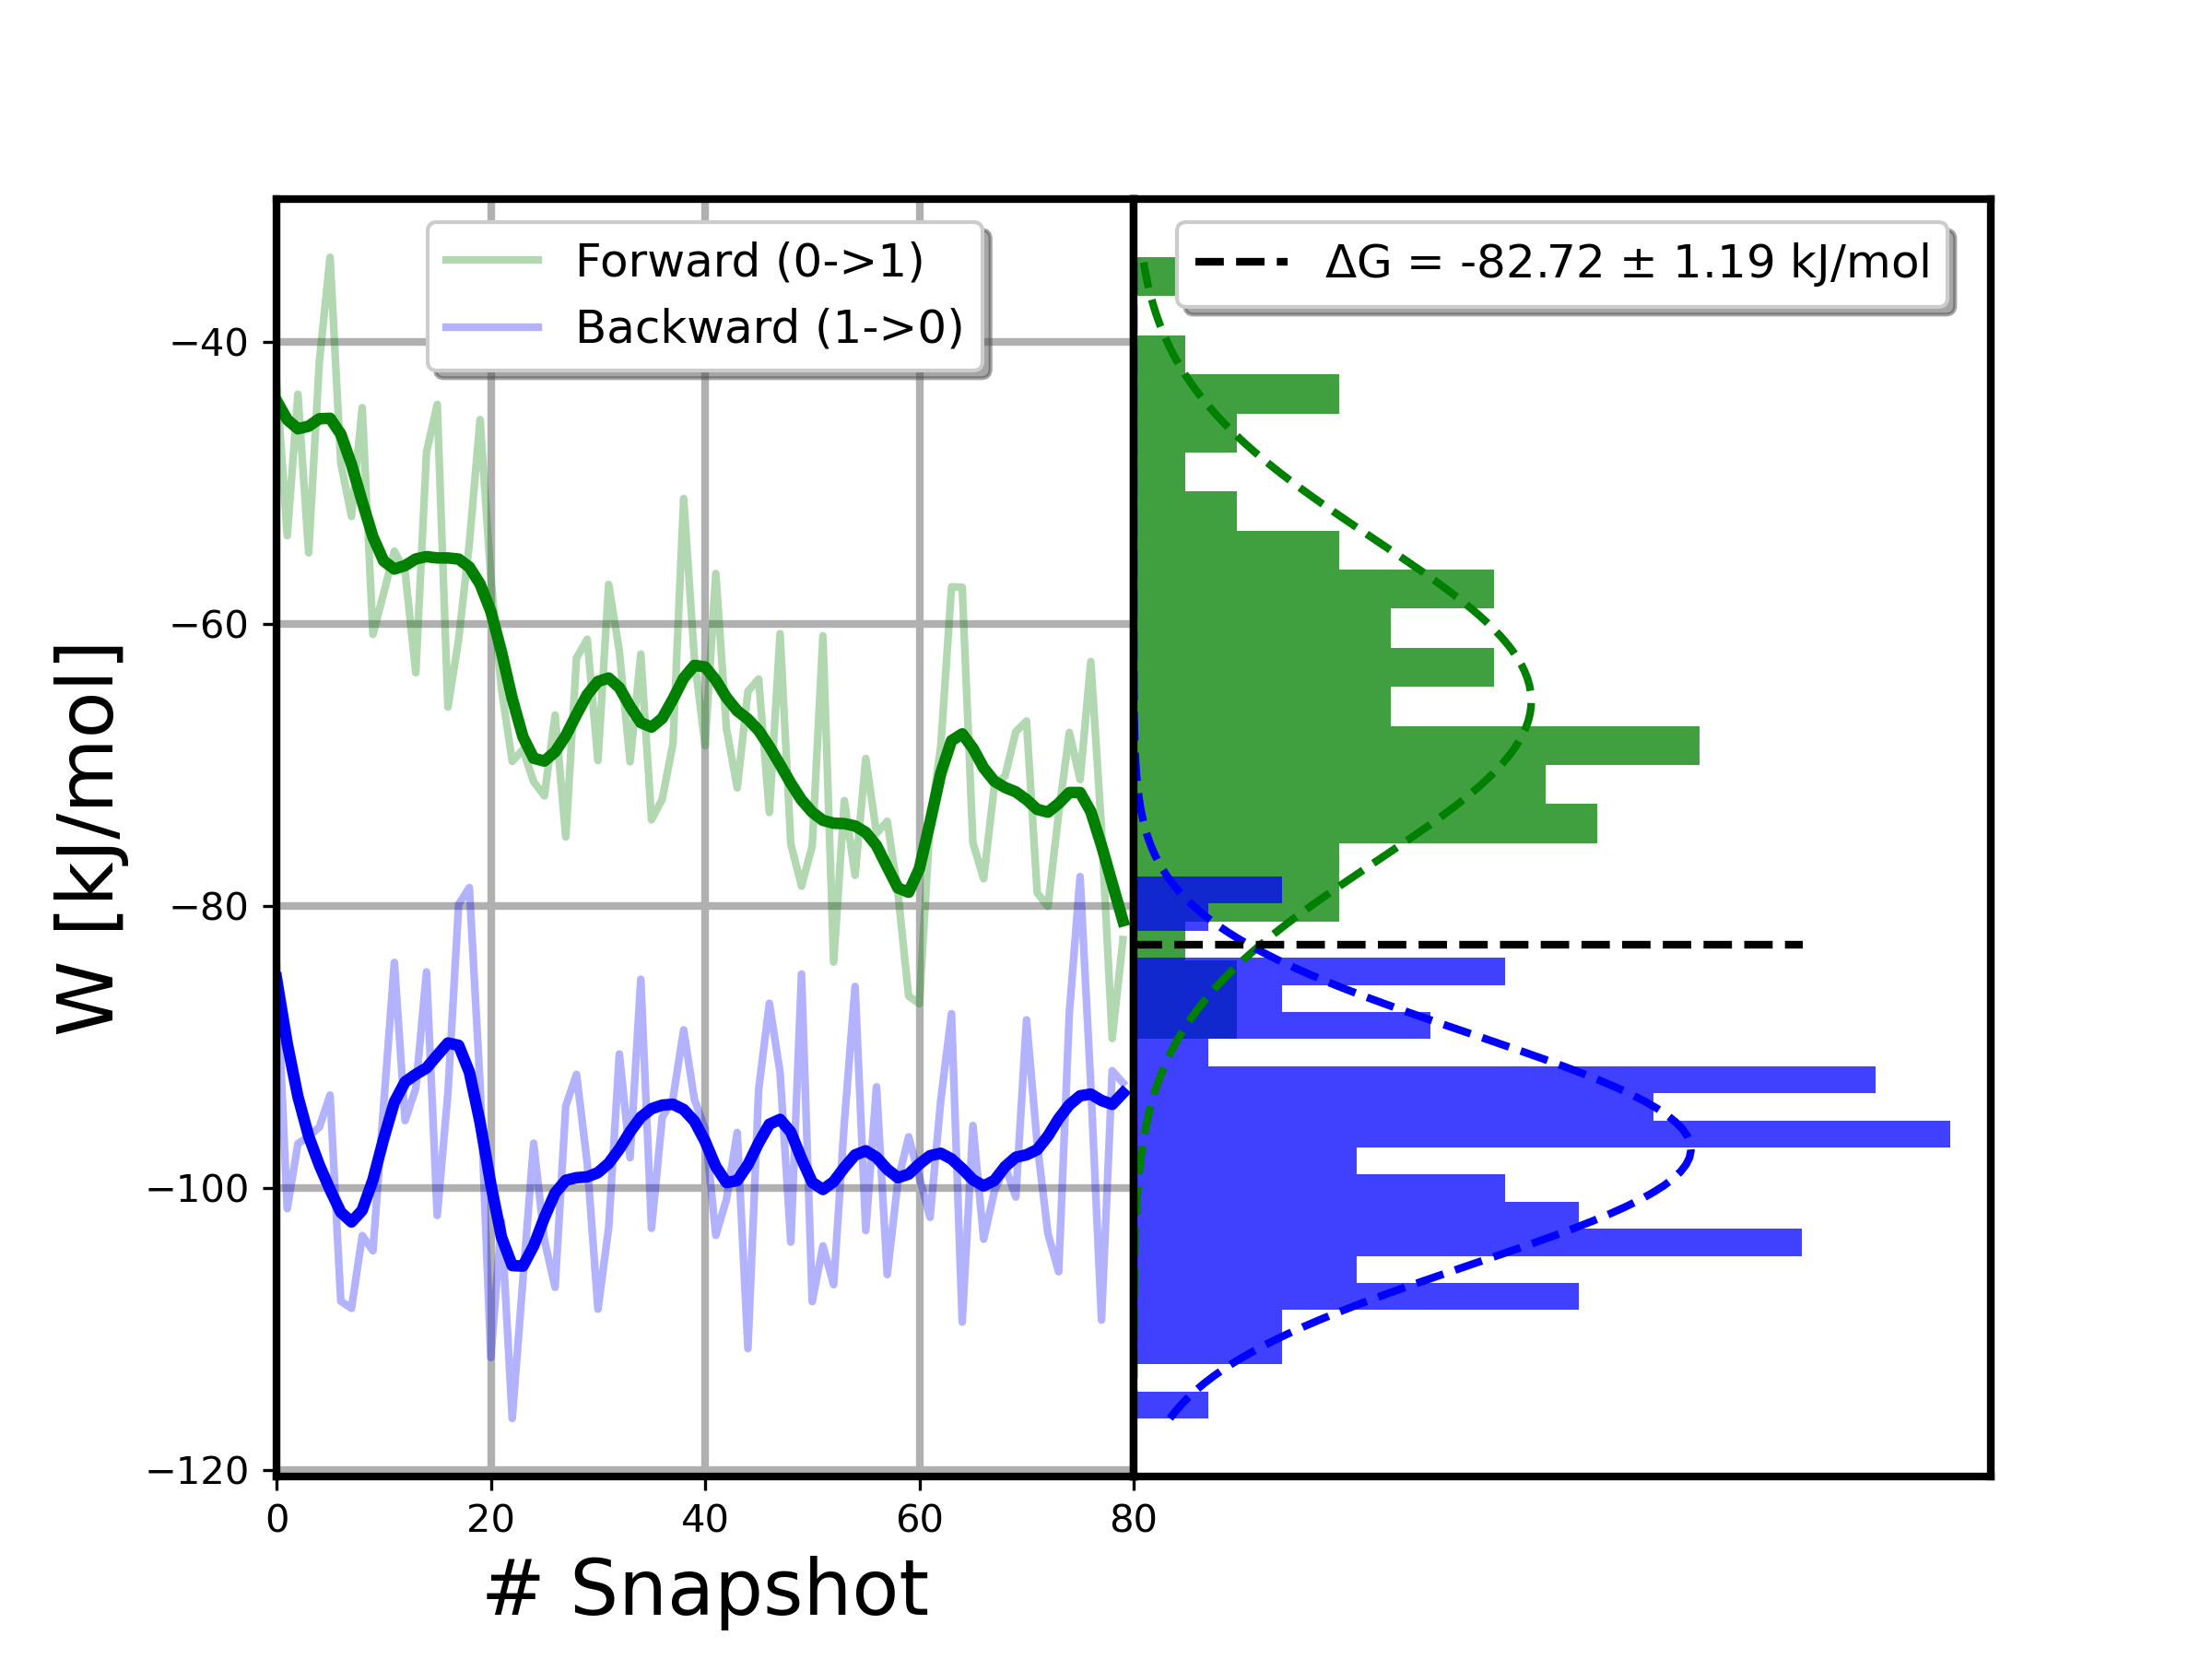 Forward (0->1)
Backward (1->0)
ΔG = -82.72 ± 1.19 kJ/mol
W [kJ/mol]
−40
−60
−80
−100
−120
0 20 40 60 80
# Snapshot